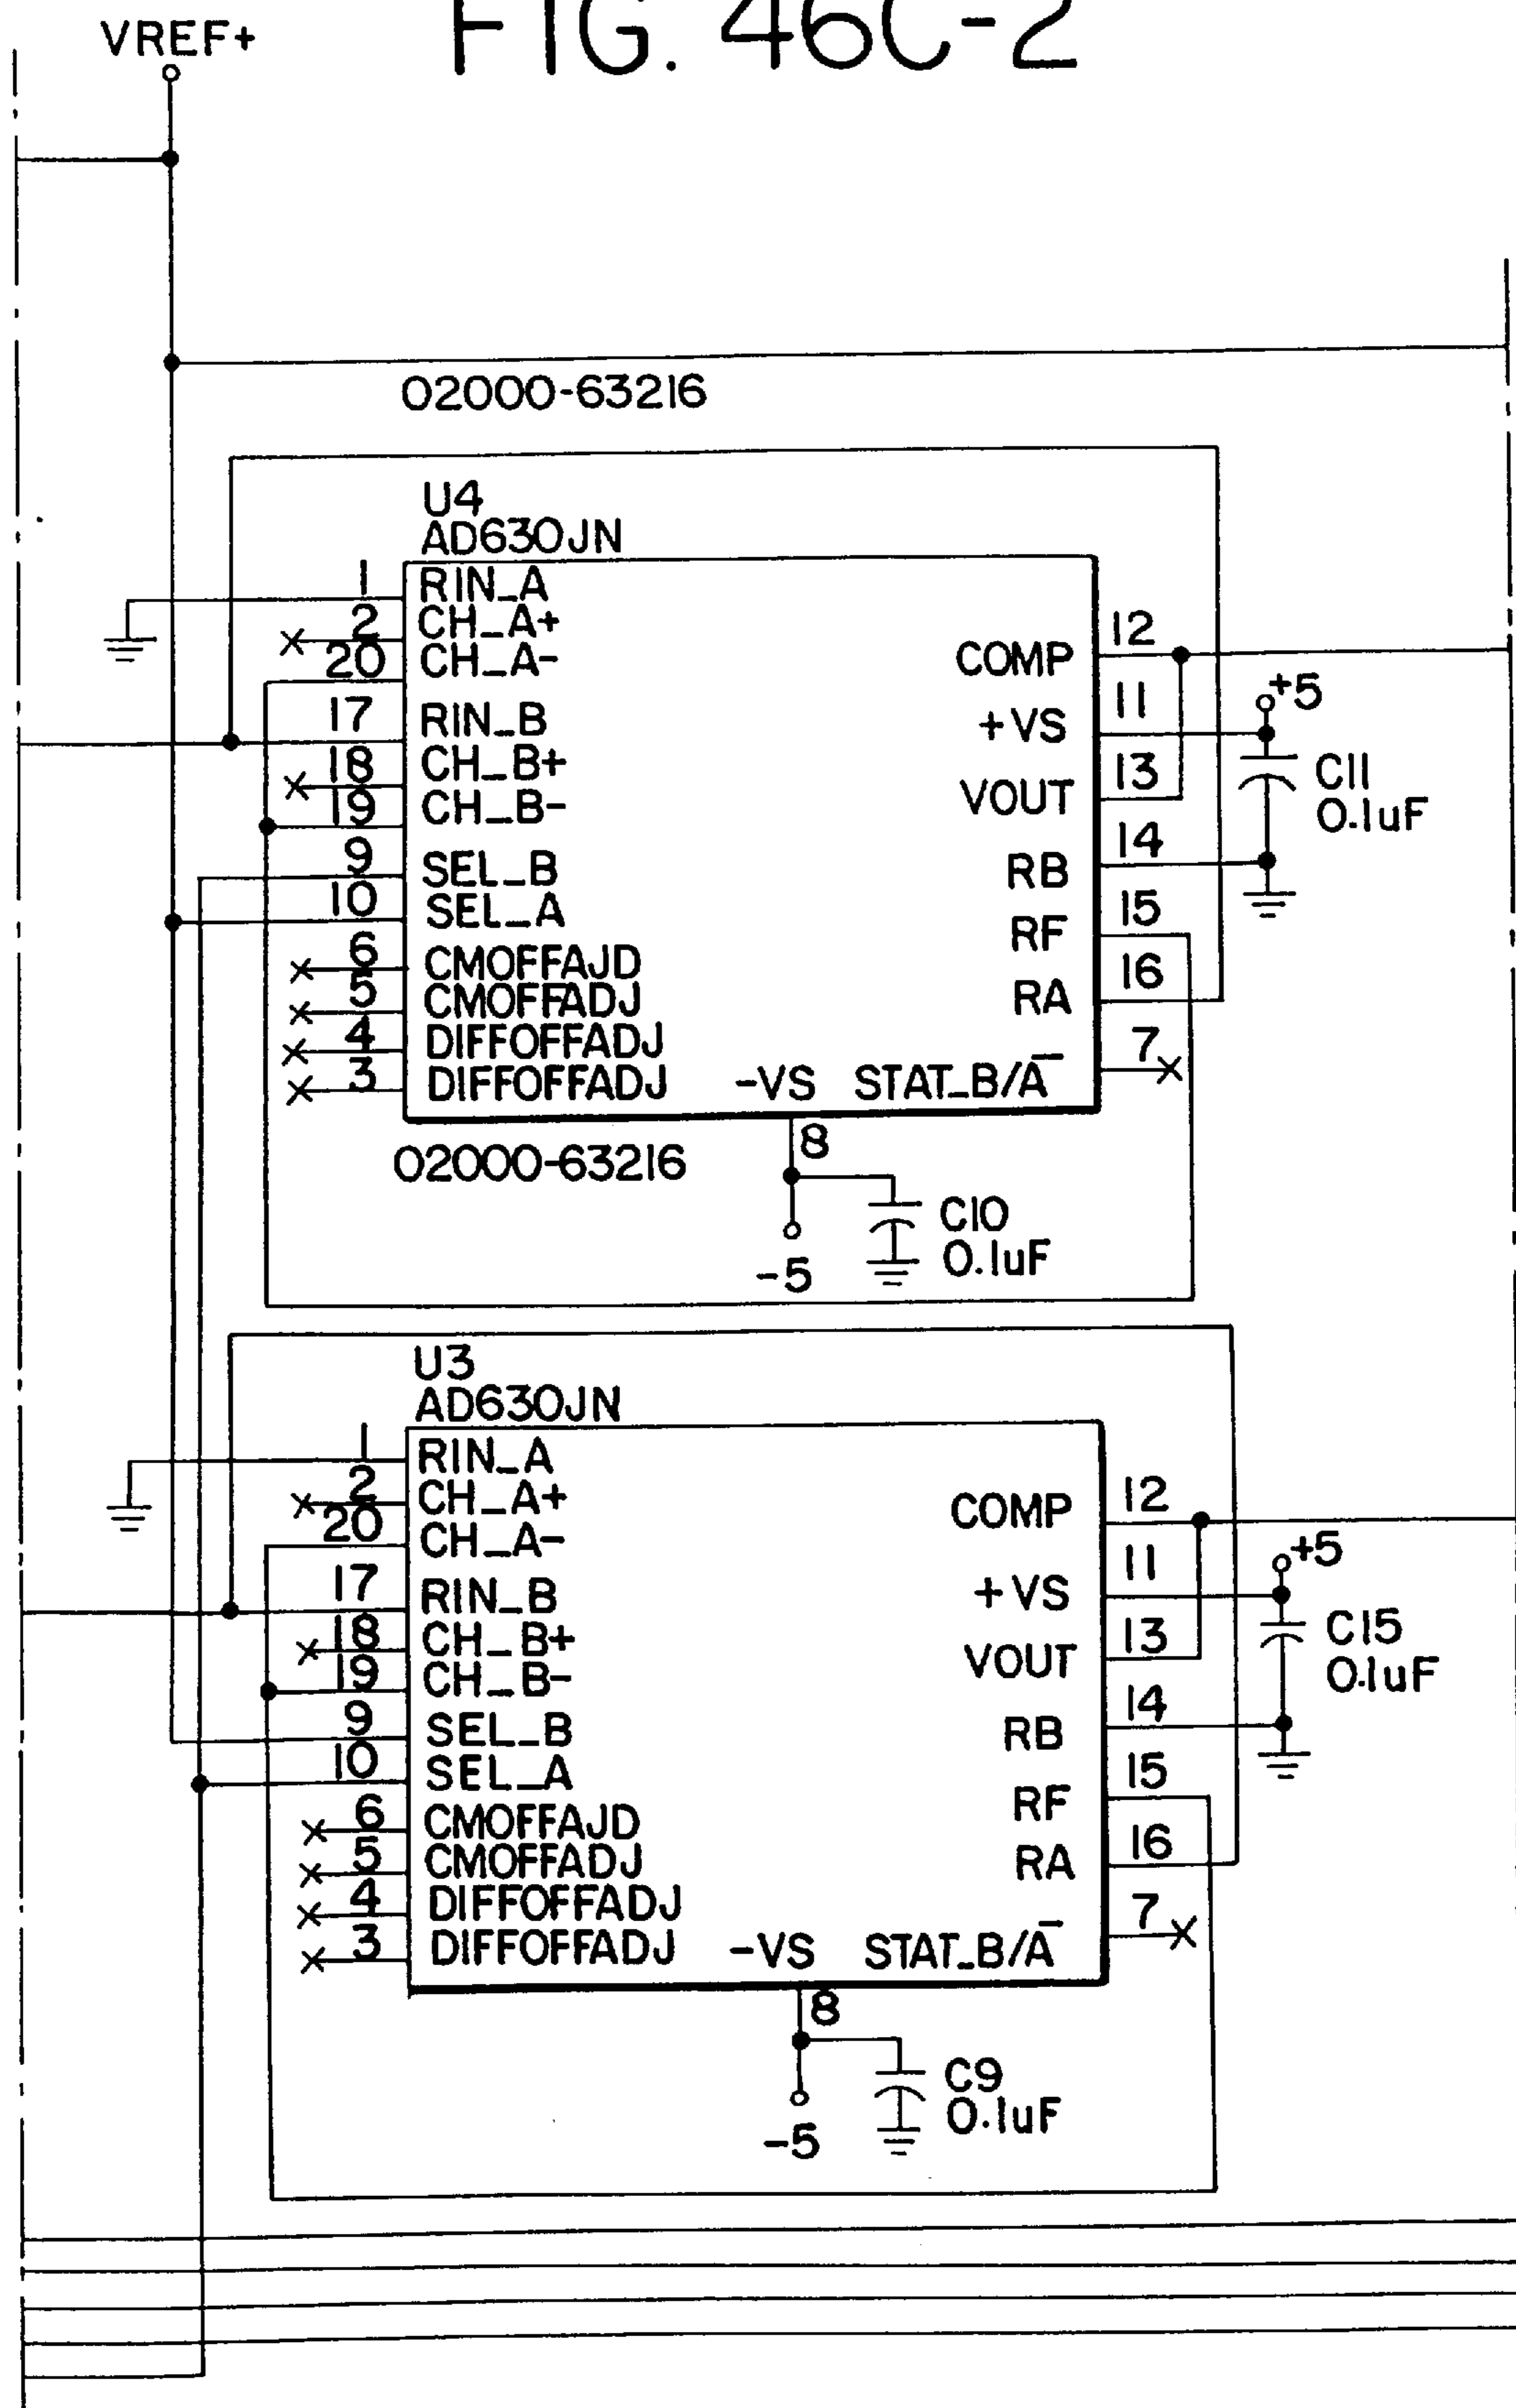 FIG. 46C-2
VREF+
02000-63216
U4
AD630JN
1 RIN_A
2 CH_A+
20 CH_A-
17 RIN_B
18 CH_B+
19 CH_B-
9 SEL_B
10 SEL_A
6 CMOFFAJD
5 CMOFFADJ
4 DIFFOFFADJ
3 DIFFOFFADJ
COMP 12
+VS 11
VOUT 13
RB 14
RF 15
RA 16
STAT_B/A̅ 7
-VS
8
+5
C11
0.1uF
02000-63216
C10
0.1uF
-5
U3
AD630JN
1 RIN_A
2 CH_A+
20 CH_A-
17 RIN_B
18 CH_B+
19 CH_B-
9 SEL_B
10 SEL_A
6 CMOFFAJD
5 CMOFFADJ
4 DIFFOFFADJ
3 DIFFOFFADJ
COMP 12
+VS 11
VOUT 13
RB 14
RF 15
RA 16
STAT_B/A̅ 7
-VS
8
+5
C15
0.1uF
C9
0.1uF
-5